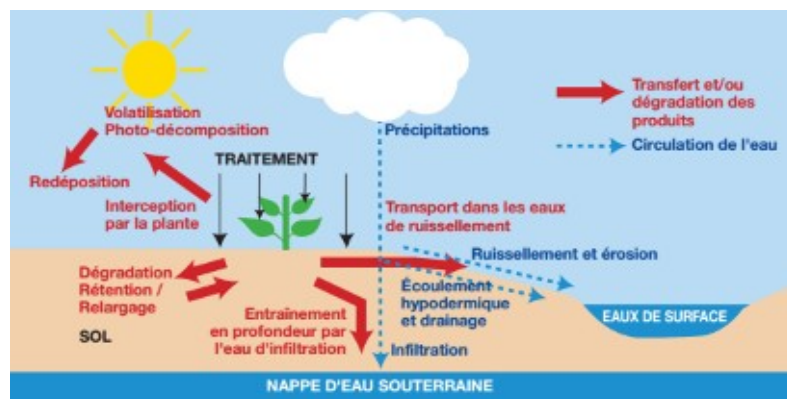 Volatilisation
Photo-décomposition
Redéposition
Interception
par la plante
TRAITEMENT
Précipitations
Transfert et/ou
dégradation des
produits
Circulation de l'eau
Transport dans les eaux
de ruissellement
Ruissellement et érosion
Dégradation
Rétention /
Relargage
SOL
Entraînement
en profondeur par
l'eau d'infiltration
Écoulement
hypodermique
et drainage
Infiltration
EAUX DE SURFACE
NAPPE D'EAU SOUTERRAINE